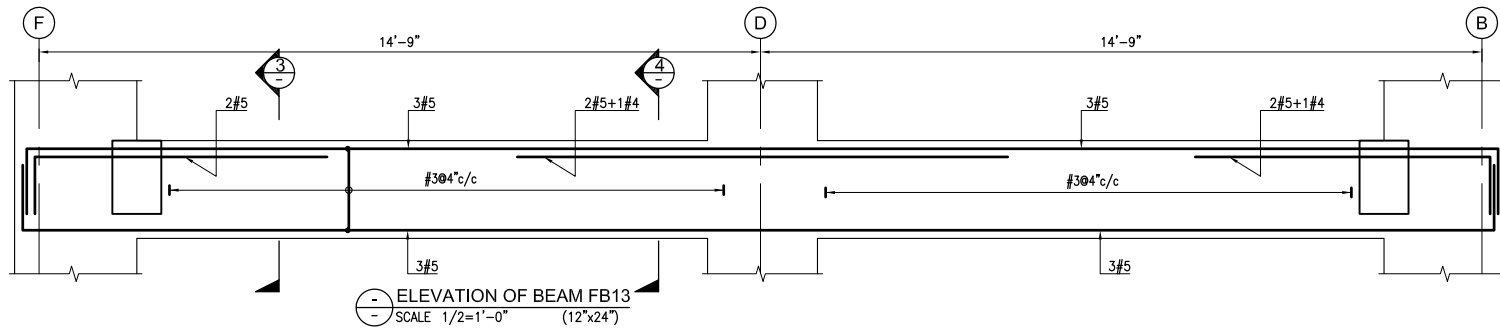 F
D
B
14'-9"
14'-9"
3
-
4
-
2#5
3#5
2#5+1#4
3#5
2#5+1#4
#3@4"c/c
#3@4"c/c
3#5
3#5
-
-
ELEVATION OF BEAM FB13
SCALE 1/2=1'-0" (12"x24")